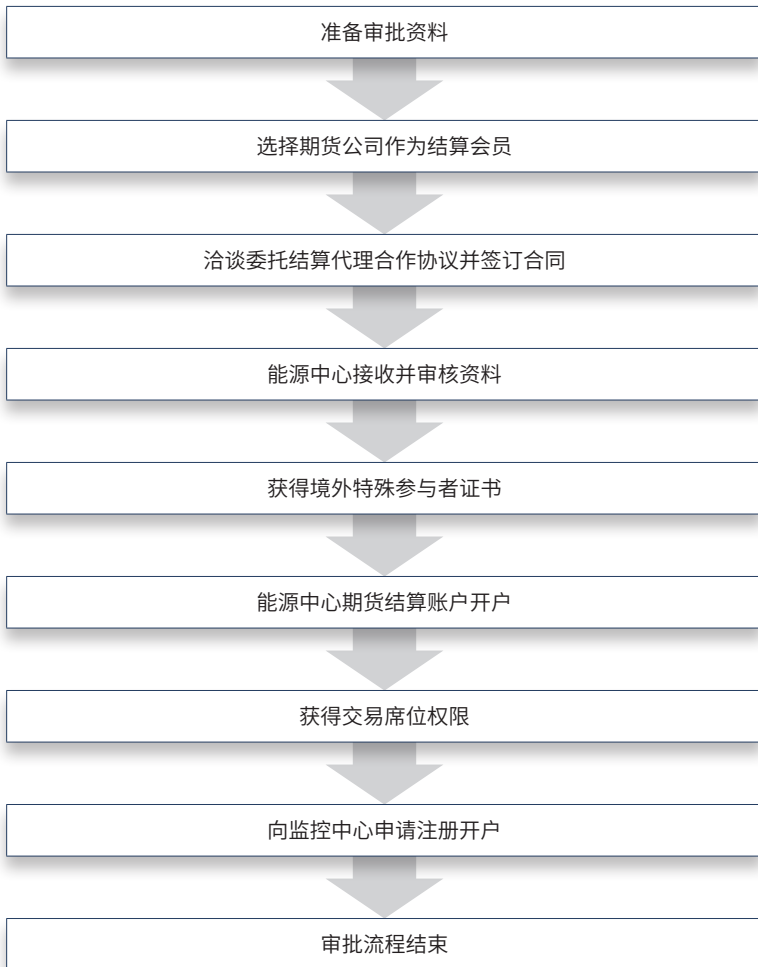 准备审批资料
选择期货公司作为结算会员
洽谈委托结算代理合作协议并签订合同
能源中心接收并审核资料
获得境外特殊参与者证书
能源中心期货结算账户开户
获得交易席位权限
向监控中心申请注册开户
审批流程结束